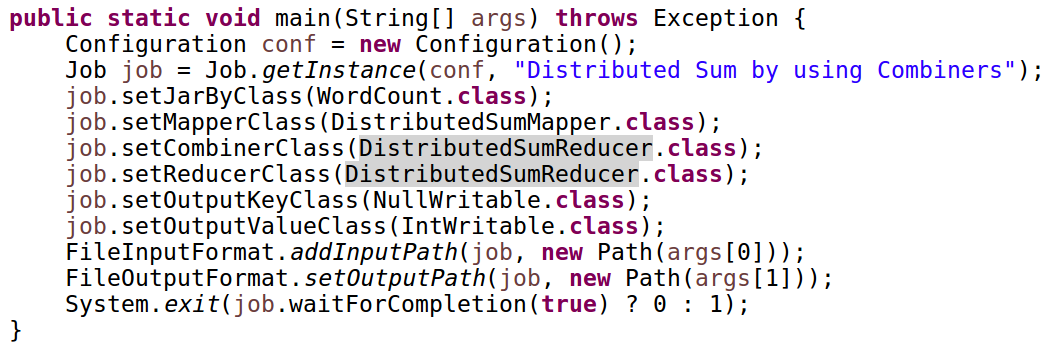 public static void main(String[] args) throws Exception {
    Configuration conf = new Configuration();
    Job job = Job.getInstance(conf, "Distributed Sum by using Combiners");
    job.setJarByClass(WordCount.class);
    job.setMapperClass(DistributedSumMapper.class);
    job.setCombinerClass(DistributedSumReducer.class);
    job.setReducerClass(DistributedSumReducer.class);
    job.setOutputKeyClass(NullWritable.class);
    job.setOutputValueClass(IntWritable.class);
    FileInputFormat.addInputPath(job, new Path(args[0]));
    FileOutputFormat.setOutputPath(job, new Path(args[1]));
    System.exit(job.waitForCompletion(true) ? 0 : 1);
}